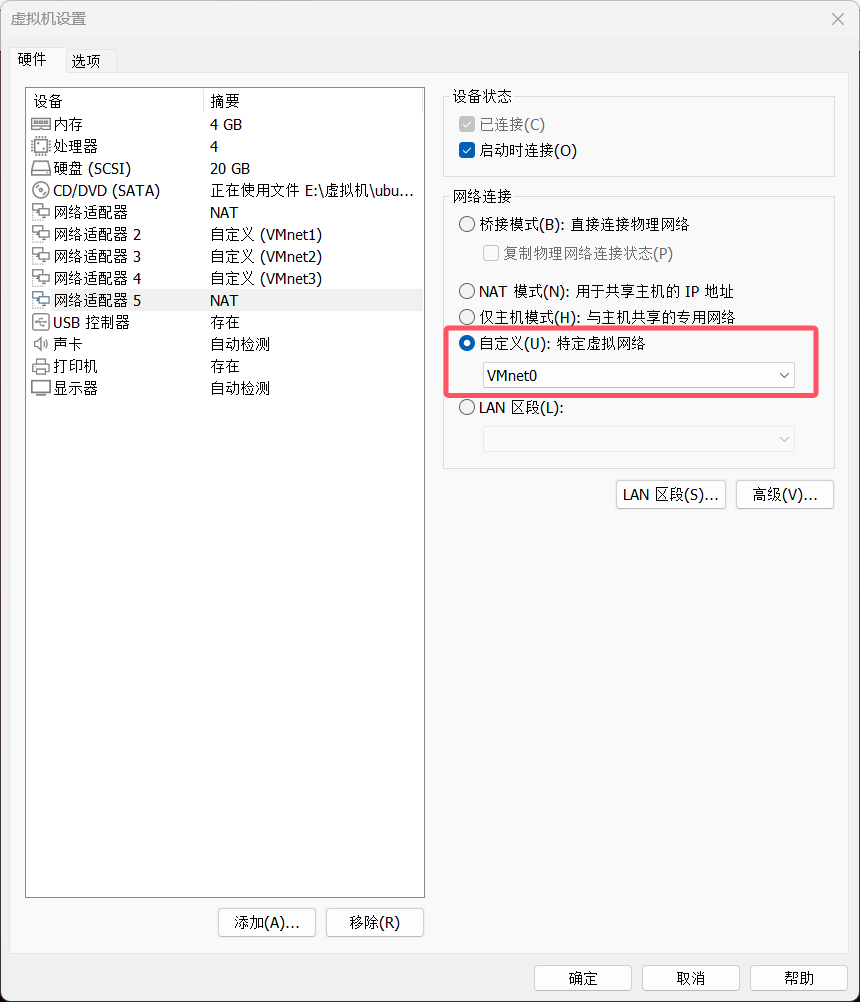 虚拟机设置
硬件 选项
设备 摘要
内存 4 GB
处理器 4
硬盘 (SCSI) 20 GB
CD/DVD (SATA) 正在使用文件 E:\虚拟机\ubu...
网络适配器 NAT
网络适配器 2 自定义 (VMnet1)
网络适配器 3 自定义 (VMnet2)
网络适配器 4 自定义 (VMnet3)
网络适配器 5 NAT
USB 控制器 存在
声卡 自动检测
打印机 存在
显示器 自动检测
添加(A)... 移除(R)
设备状态
已连接(C)
启动时连接(O)
网络连接
桥接模式(B): 直接连接物理网络
复制物理网络连接状态(P)
NAT 模式(N): 用于共享主机的 IP 地址
仅主机模式(H): 与主机共享的专用网络
自定义(U): 特定虚拟网络
VMnet0
LAN 区段(L):
LAN 区段(S)... 高级(V)...
确定 取消 帮助